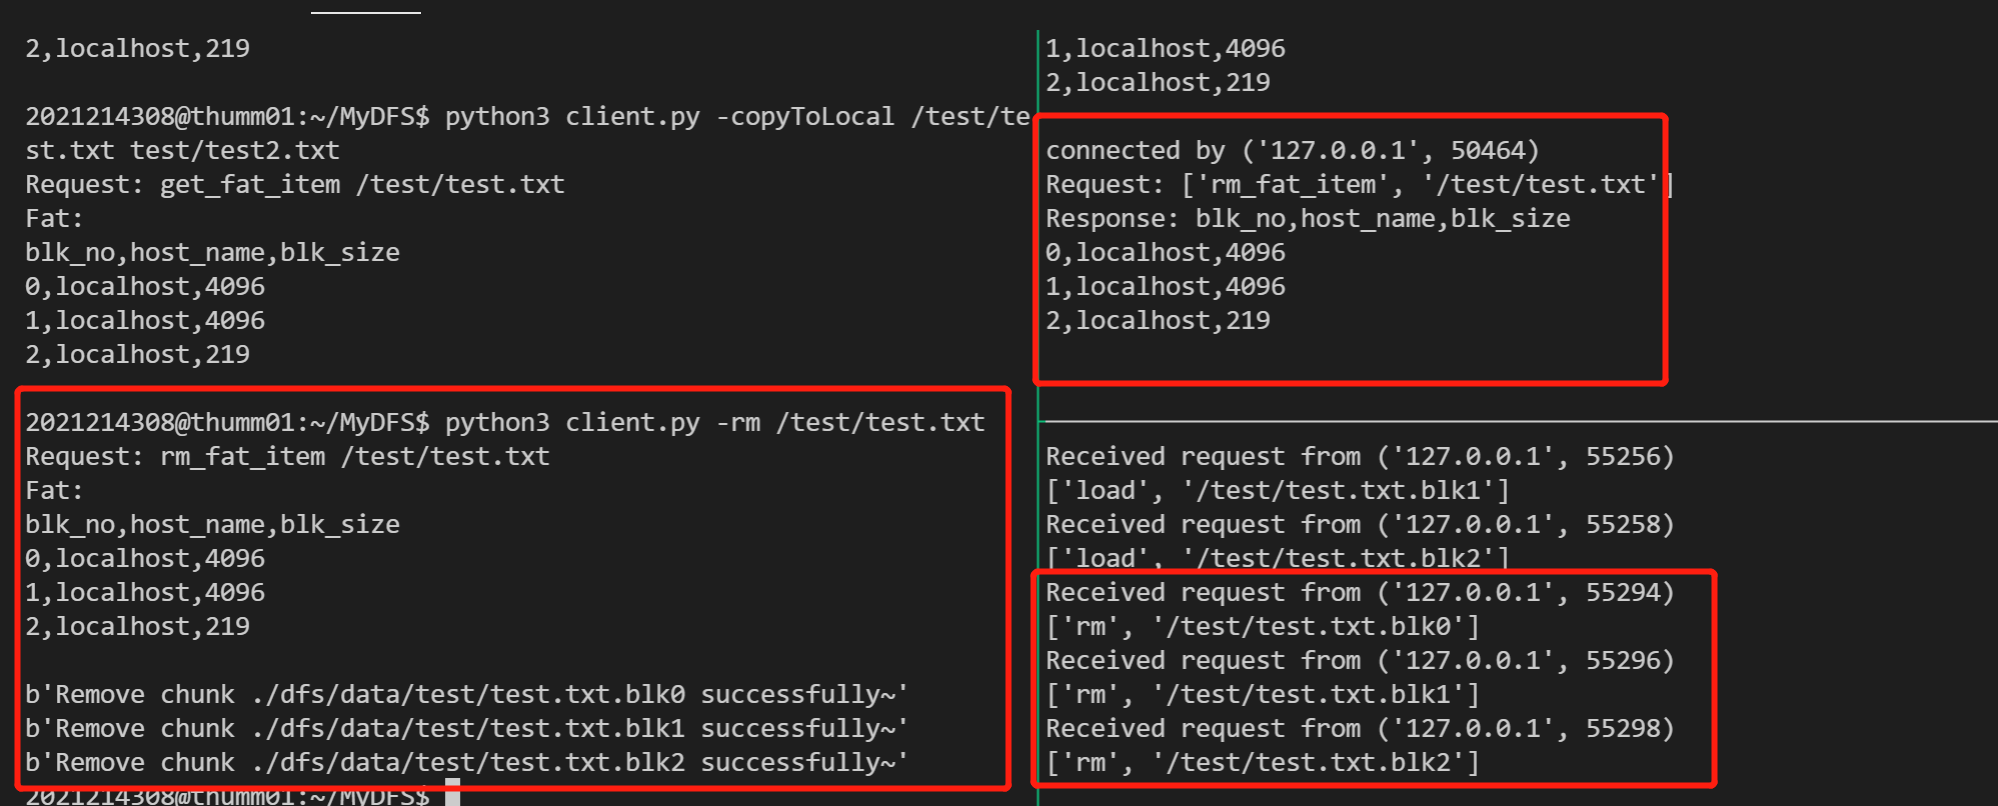 2,localhost,219
2021214308@thumm01:~/MyDFS$ python3 client.py -copyToLocal /test/te
st.txt test/test2.txt
Request: get_fat_item /test/test.txt
Fat:
blk_no,host_name,blk_size
0,localhost,4096
1,localhost,4096
2,localhost,219
2021214308@thumm01:~/MyDFS$ python3 client.py -rm /test/test.txt
Request: rm_fat_item /test/test.txt
Fat:
blk_no,host_name,blk_size
0,localhost,4096
1,localhost,4096
2,localhost,219
b'Remove chunk ./dfs/data/test/test.txt.blk0 successfully~'
b'Remove chunk ./dfs/data/test/test.txt.blk1 successfully~'
b'Remove chunk ./dfs/data/test/test.txt.blk2 successfully~'
2021214308@thumm01:~/MyDFS$
1,localhost,4096
2,localhost,219
connected by ('127.0.0.1', 50464)
Request: ['rm_fat_item', '/test/test.txt']
Response: blk_no,host_name,blk_size
0,localhost,4096
1,localhost,4096
2,localhost,219
Received request from ('127.0.0.1', 55256)
['load', '/test/test.txt.blk1']
Received request from ('127.0.0.1', 55258)
['load', '/test/test.txt.blk2']
Received request from ('127.0.0.1', 55294)
['rm', '/test/test.txt.blk0']
Received request from ('127.0.0.1', 55296)
['rm', '/test/test.txt.blk1']
Received request from ('127.0.0.1', 55298)
['rm', '/test/test.txt.blk2']